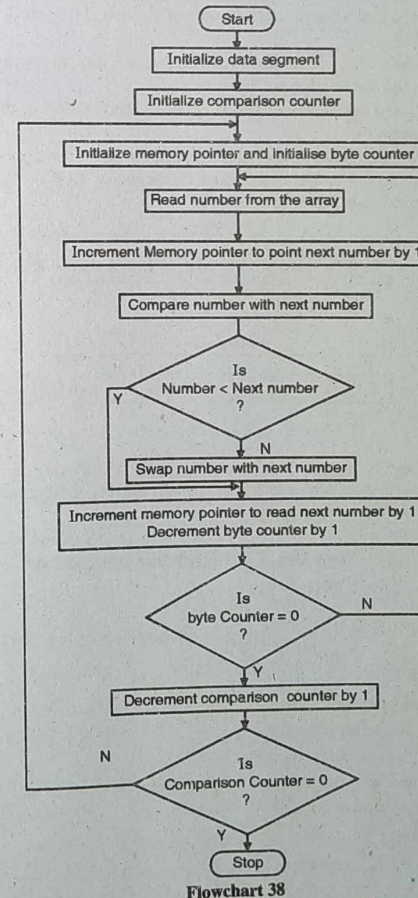 Start
Initialize data segment
Initialize comparison counter
Initialize memory pointer and initialise byte counter
Read number from the array
Increment Memory pointer to point next number by 1
Compare number with next number
Is
Number < Next number
?
Y
N
Swap number with next number
Increment memory pointer to read next number by 1
Decrement byte counter by 1
Is
byte Counter = 0
?
N
Y
Decrement comparison counter by 1
Is
Comparison Counter = 0
?
N
Y
Stop
Flowchart 38